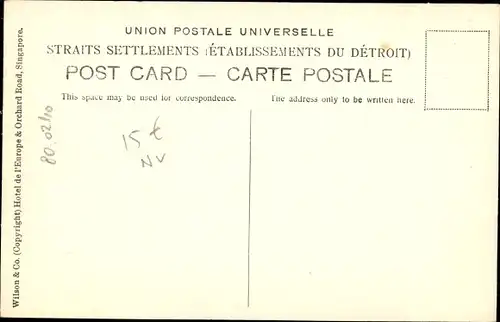 UNION POSTALE UNIVERSELLE
STRAITS SETTLEMENTS (ÉTABLISSEMENTS DU DÉTROIT)
POST CARD — CARTE POSTALE
This space may be used for correspondence.
The address only to be written here.
Wilson & Co. (Copyright) Hotel de l'Europe & Orchard Road, Singapore.
80.02/10
15€
NV